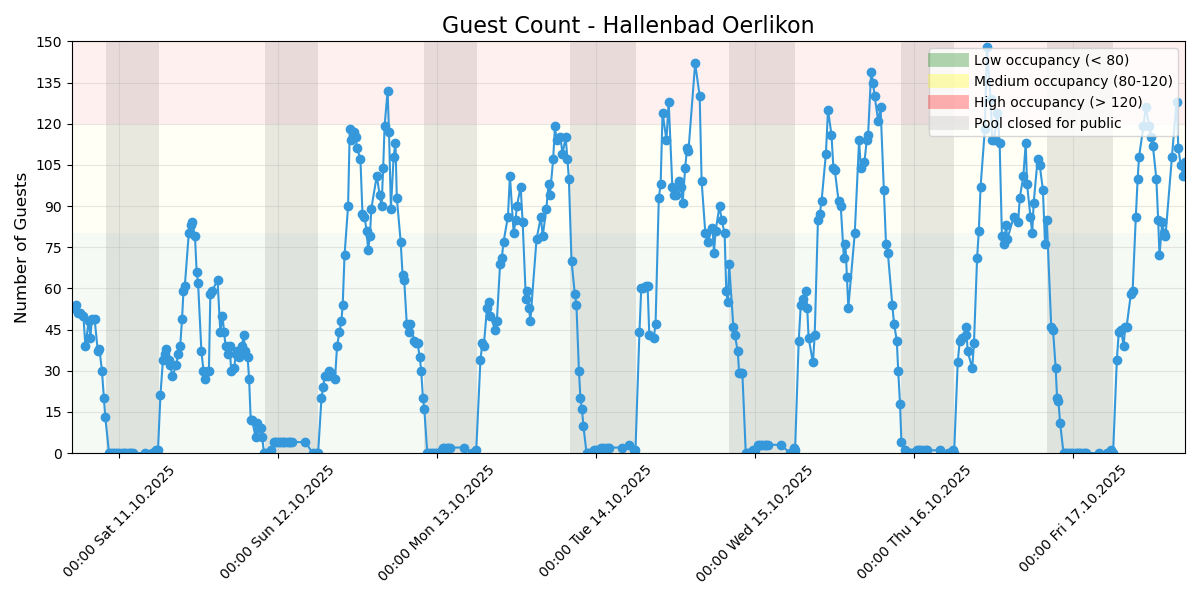 Guest Count - Hallenbad Oerlikon
Number of Guests
150
135
120
105
90
75
60
45
30
15
0
Low occupancy (< 80)
Medium occupancy (80-120)
High occupancy (> 120)
Pool closed for public
00:00 Sat 11.10.2025
00:00 Sun 12.10.2025
00:00 Mon 13.10.2025
00:00 Tue 14.10.2025
00:00 Wed 15.10.2025
00:00 Thu 16.10.2025
00:00 Fri 17.10.2025